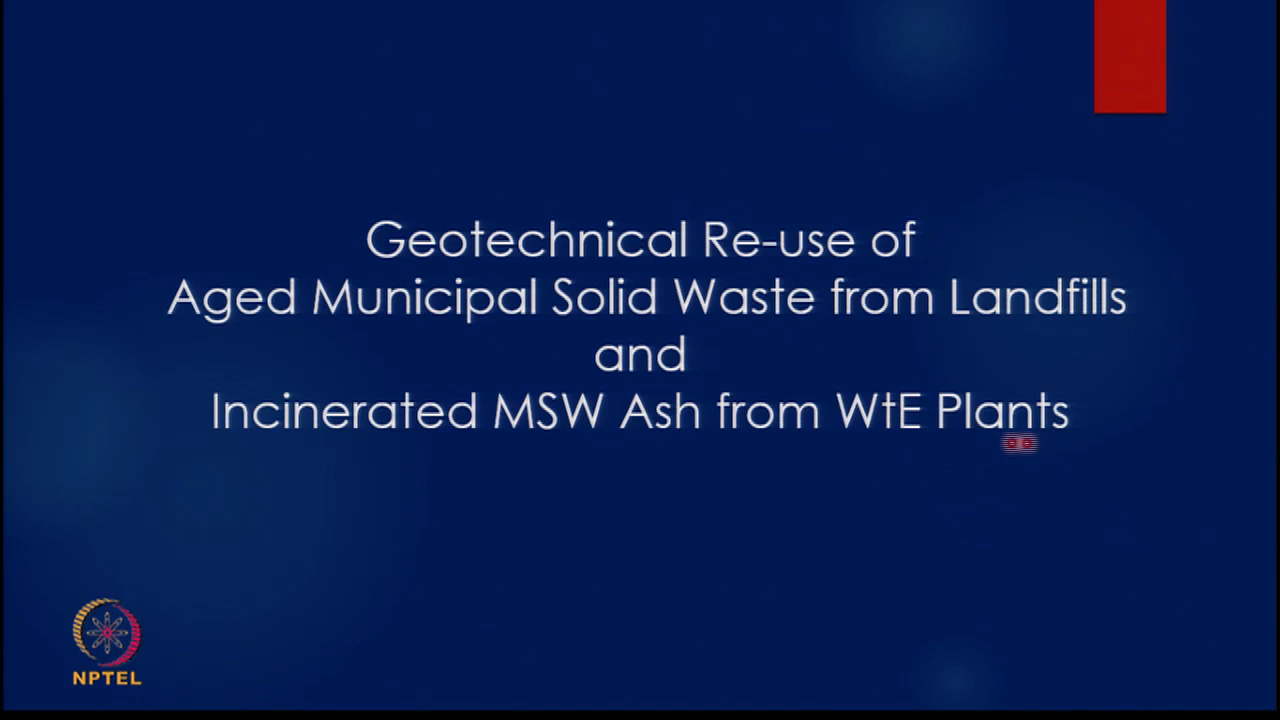 Geotechnical Re-use of
Aged Municipal Solid Waste from Landfills
and
Incinerated MSW Ash from WtE Plants
NPTEL